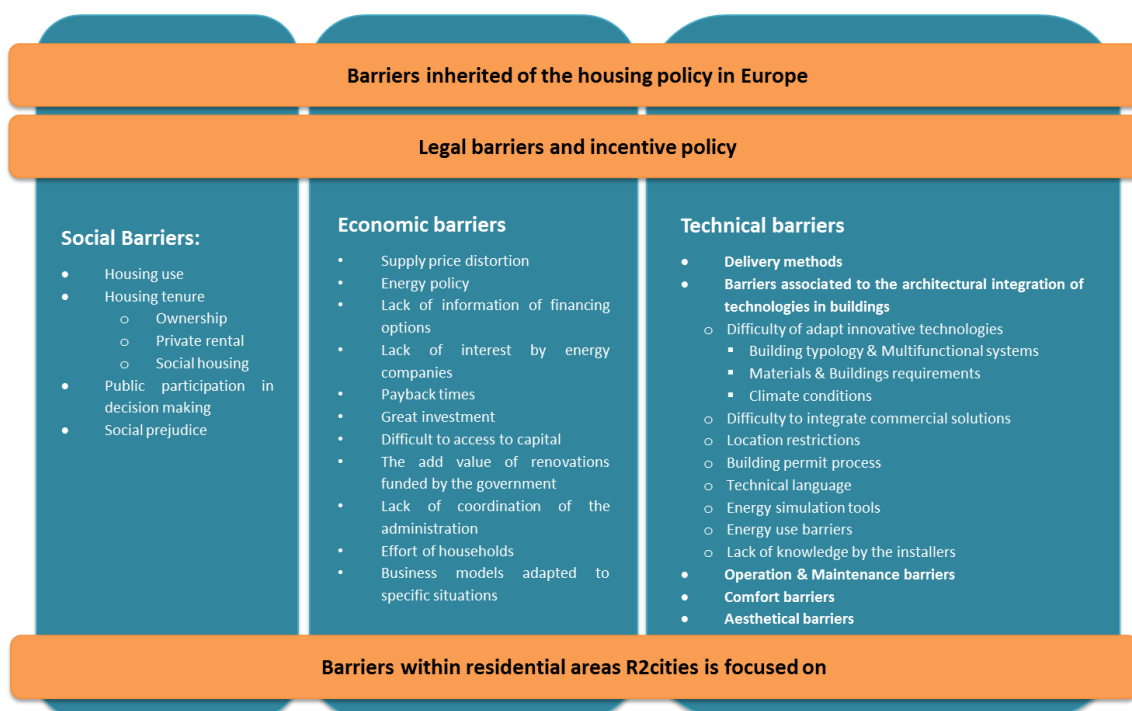 Barriers inherited of the housing policy in Europe
Legal barriers and incentive policy
Social Barriers:
● Housing use
● Housing tenure
o Ownership
o Private rental
o Social housing
● Public participation in
decision making
● Social prejudice
Economic barriers
• Supply price distortion
• Energy policy
• Lack of information of financing
options
• Lack of interest by energy
companies
• Payback times
• Great investment
• Difficult to access to capital
• The add value of renovations
funded by the government
• Lack of coordination of the
administration
• Effort of households
• Business models adapted to
specific situations
Technical barriers
● Delivery methods
● Barriers associated to the architectural integration of
technologies in buildings
o Difficulty of adapt innovative technologies
▪ Building typology & Multifunctional systems
▪ Materials & Buildings requirements
▪ Climate conditions
o Difficulty to integrate commercial solutions
o Location restrictions
o Building permit process
o Technical language
o Energy simulation tools
o Energy use barriers
o Lack of knowledge by the installers
● Operation & Maintenance barriers
● Comfort barriers
● Aesthetical barriers
Barriers within residential areas R2cities is focused on